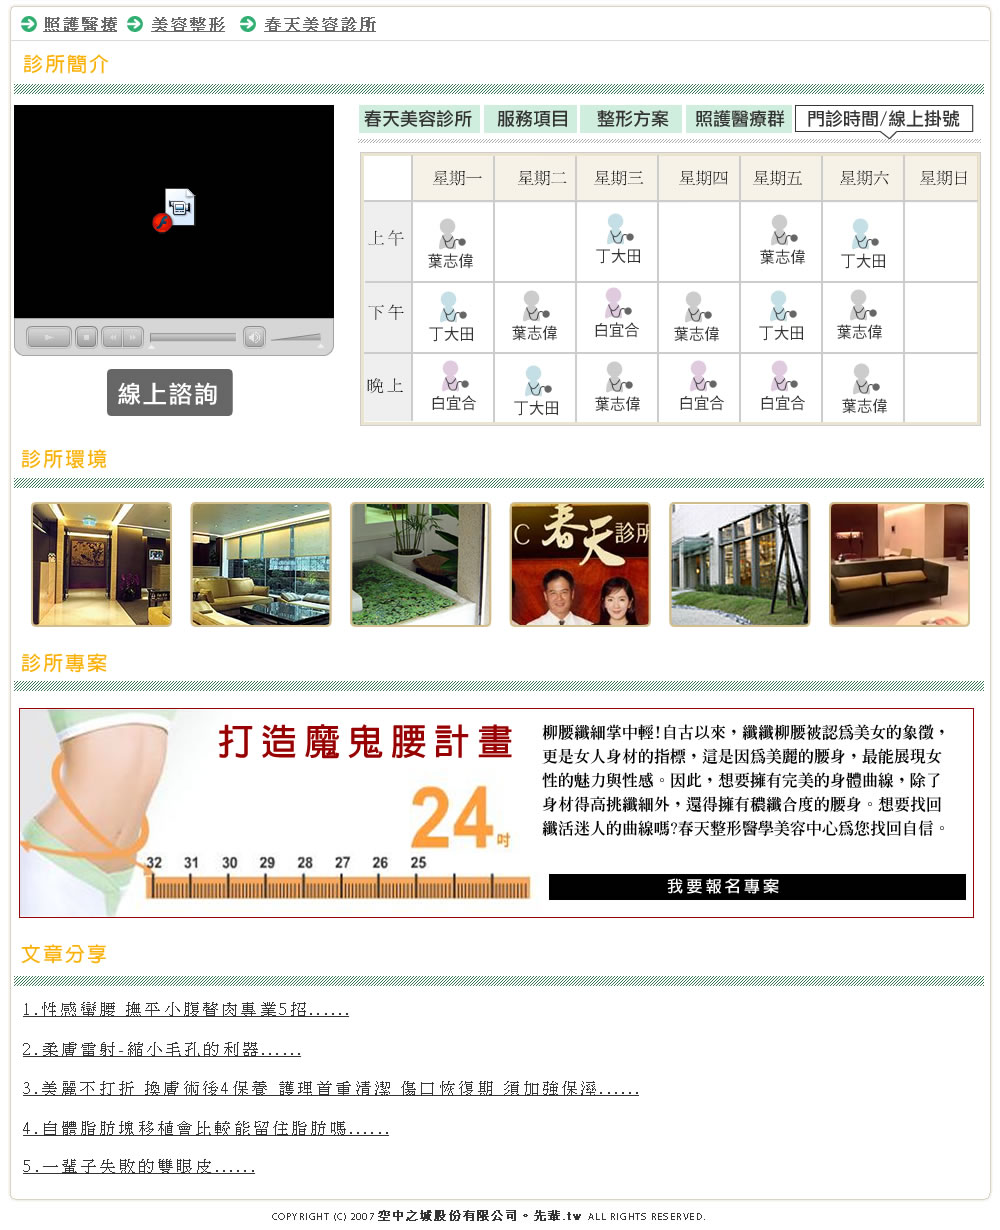 照護醫療 美容整形 春天美容診所
診所簡介
春天美容診所 服務項目 整形方案 照護醫療群 門診時間/線上掛號
星期一 星期二 星期三 星期四 星期五 星期六 星期日
上午 葉志偉 丁大田 葉志偉 丁大田
下午 丁大田 葉志偉 白宜合 葉志偉 丁大田 葉志偉
晚上 白宜合 丁大田 葉志偉 白宜合 白宜合 葉志偉
線上諮詢
診所環境
C 春天診所
診所專案
打造魔鬼腰計畫
24吋
32 31 30 29 28 27 26 25
柳腰纖細掌中輕!自古以來，纖纖柳腰被認爲美女的象徵，
更是女人身材的指標，這是因爲美麗的腰身，最能展現女
性的魅力與性感。因此，想要擁有完美的身體曲線，除了
身材得高挑纖細外，還得擁有穠纖合度的腰身。想要找回
纖活迷人的曲線嗎?春天整形醫學美容中心爲您找回自信。
我要報名專案
文章分享
1.性感孌腰 撫平小腹贅肉專業5招......
2.柔膚雷射-縮小毛孔的利器......
3.美麗不打折 換膚術後4保養 護理首重清潔 傷口恢復期 須加強保溼......
4.自體脂肪塊移植會比較能留住脂肪嗎......
5.一輩子失敗的雙眼皮......
COPYRIGHT (C) 2007 空中之城股份有限公司。先輩.tw ALL RIGHTS RESERVED.